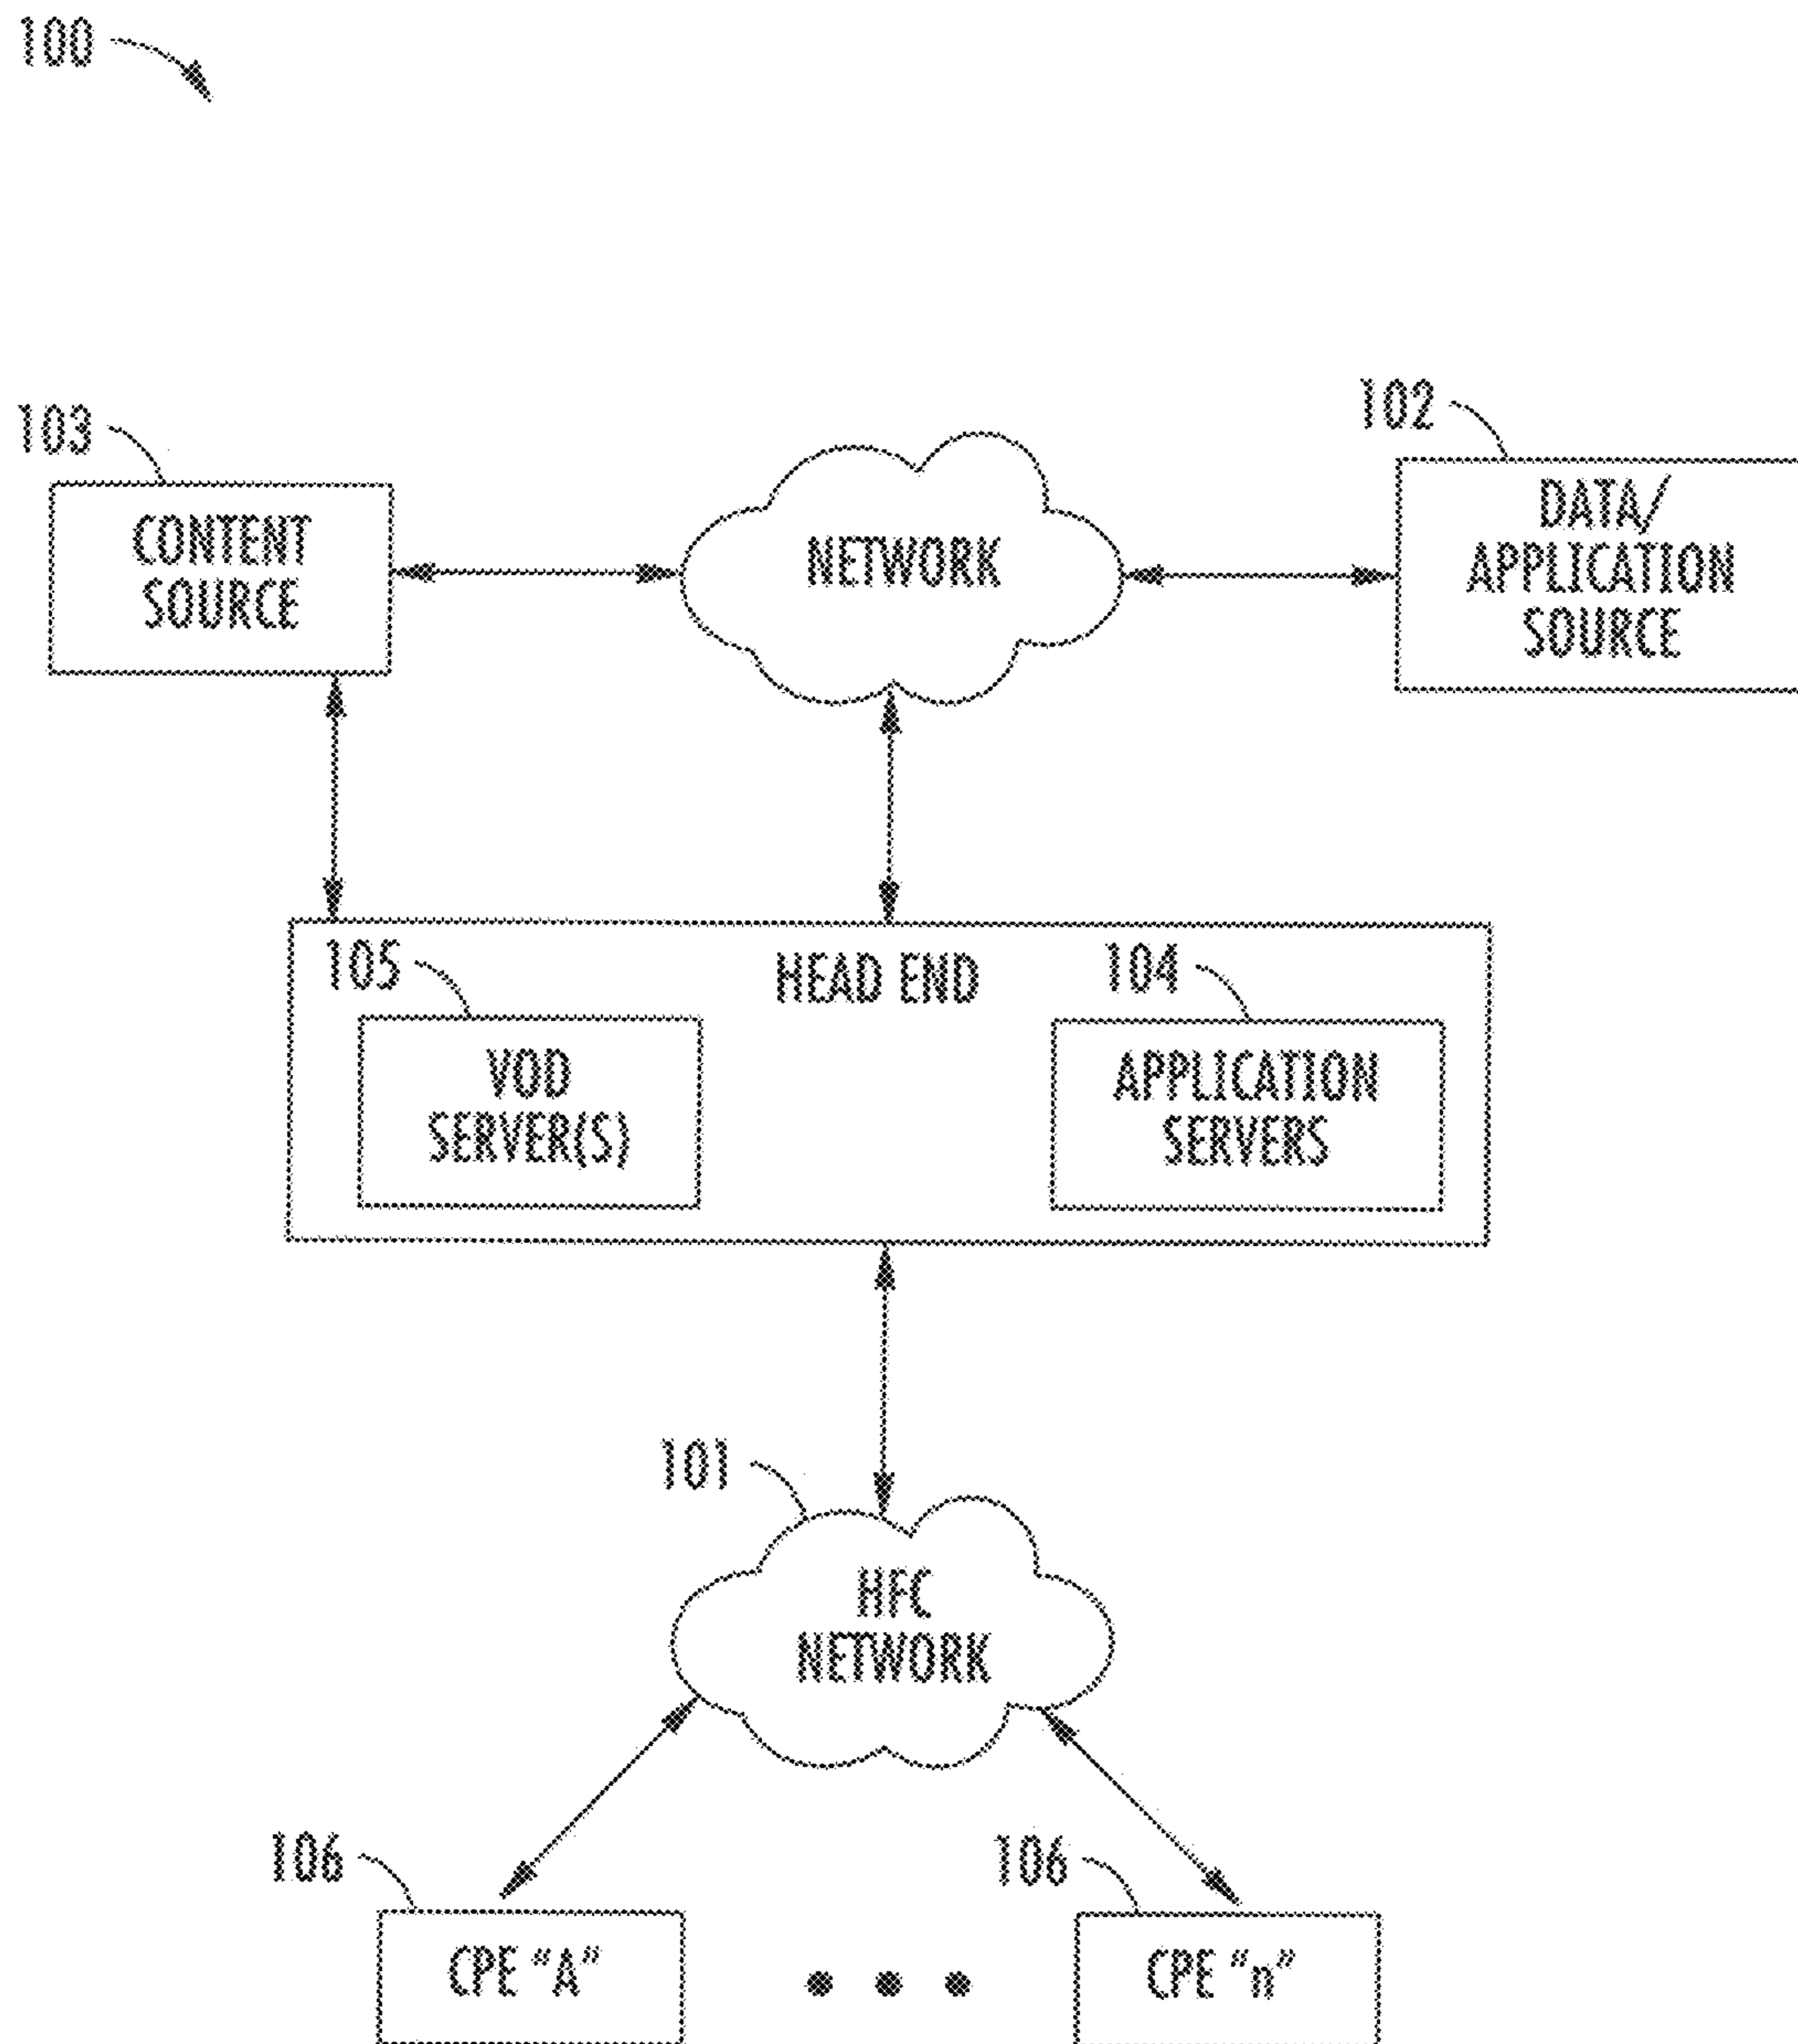 100
103
102
CONTENT
SOURCE
NETWORK
DATA/
APPLICATION
SOURCE
105
HEAD END
104
VOD
SERVER(S)
APPLICATION
SERVERS
101
HFC
NETWORK
106
106
CPE “A”
CPE “n”